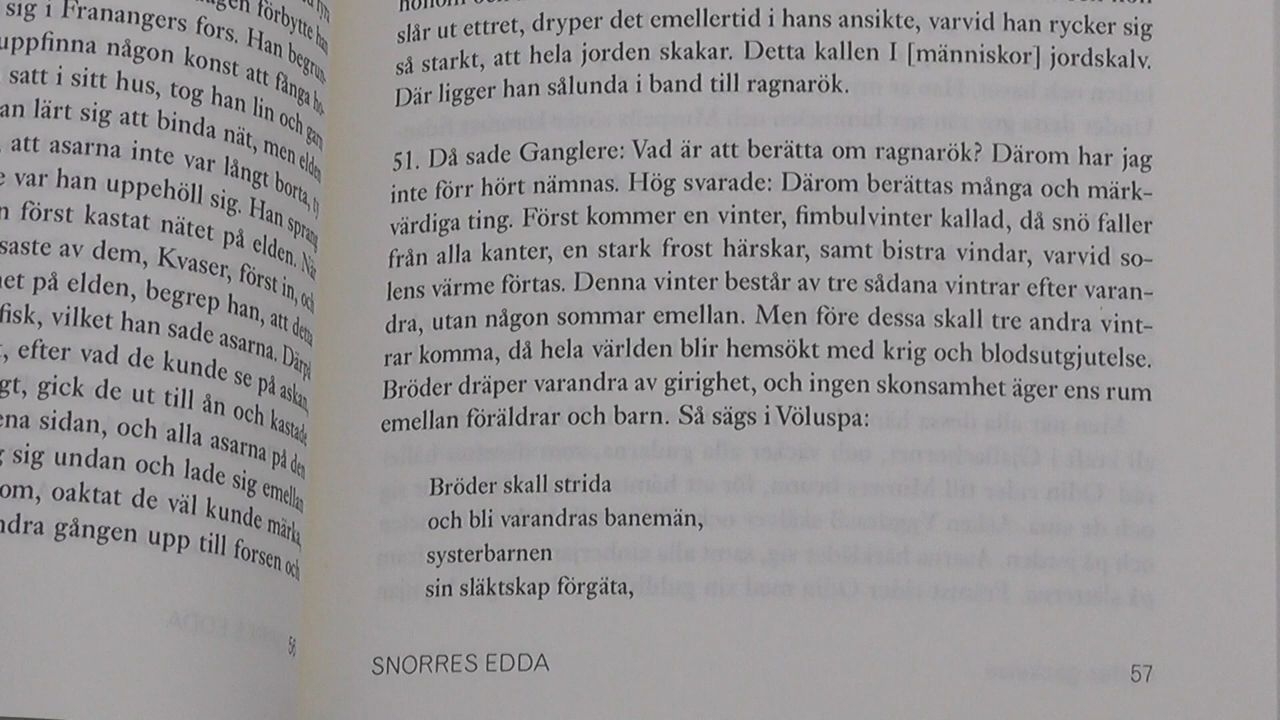 förbytte han
sig i Franangers fors. Han begrun-
uppfinna någon konst att fånga ho-
satt i sitt hus, tog han lin och garn
an lärt sig att binda nät, men elden
att asarna inte var långt borta, ty
var han uppehöll sig. Han sprang
först kastat nätet på elden. När
saste av dem, Kvaser, först in, och
et på elden, begrep han, att detta
fisk, vilket han sade asarna. Därpå
, efter vad de kunde se på askan,
gt, gick de ut till ån och kastade
ena sidan, och alla asarna på den
sig undan och lade sig emellan
om, oaktat de väl kunde märka,
ndra gången upp till forsen och
56
slår ut ettret, dryper det emellertid i hans ansikte, varvid han rycker sig
så starkt, att hela jorden skakar. Detta kallen I [människor] jordskalv.
Där ligger han sålunda i band till ragnarök.
51. Då sade Ganglere: Vad är att berätta om ragnarök? Därom har jag
inte förr hört nämnas. Hög svarade: Därom berättas många och märk-
värdiga ting. Först kommer en vinter, fimbulvinter kallad, då snö faller
från alla kanter, en stark frost härskar, samt bistra vindar, varvid so-
lens värme förtas. Denna vinter består av tre sådana vintrar efter varan-
dra, utan någon sommar emellan. Men före dessa skall tre andra vint-
rar komma, då hela världen blir hemsökt med krig och blodsutgjutelse.
Bröder dräper varandra av girighet, och ingen skonsamhet äger ens rum
emellan föräldrar och barn. Så sägs i Völuspa:
Bröder skall strida
och bli varandras banemän,
systerbarnen
sin släktskap förgäta,
SNORRES EDDA
57